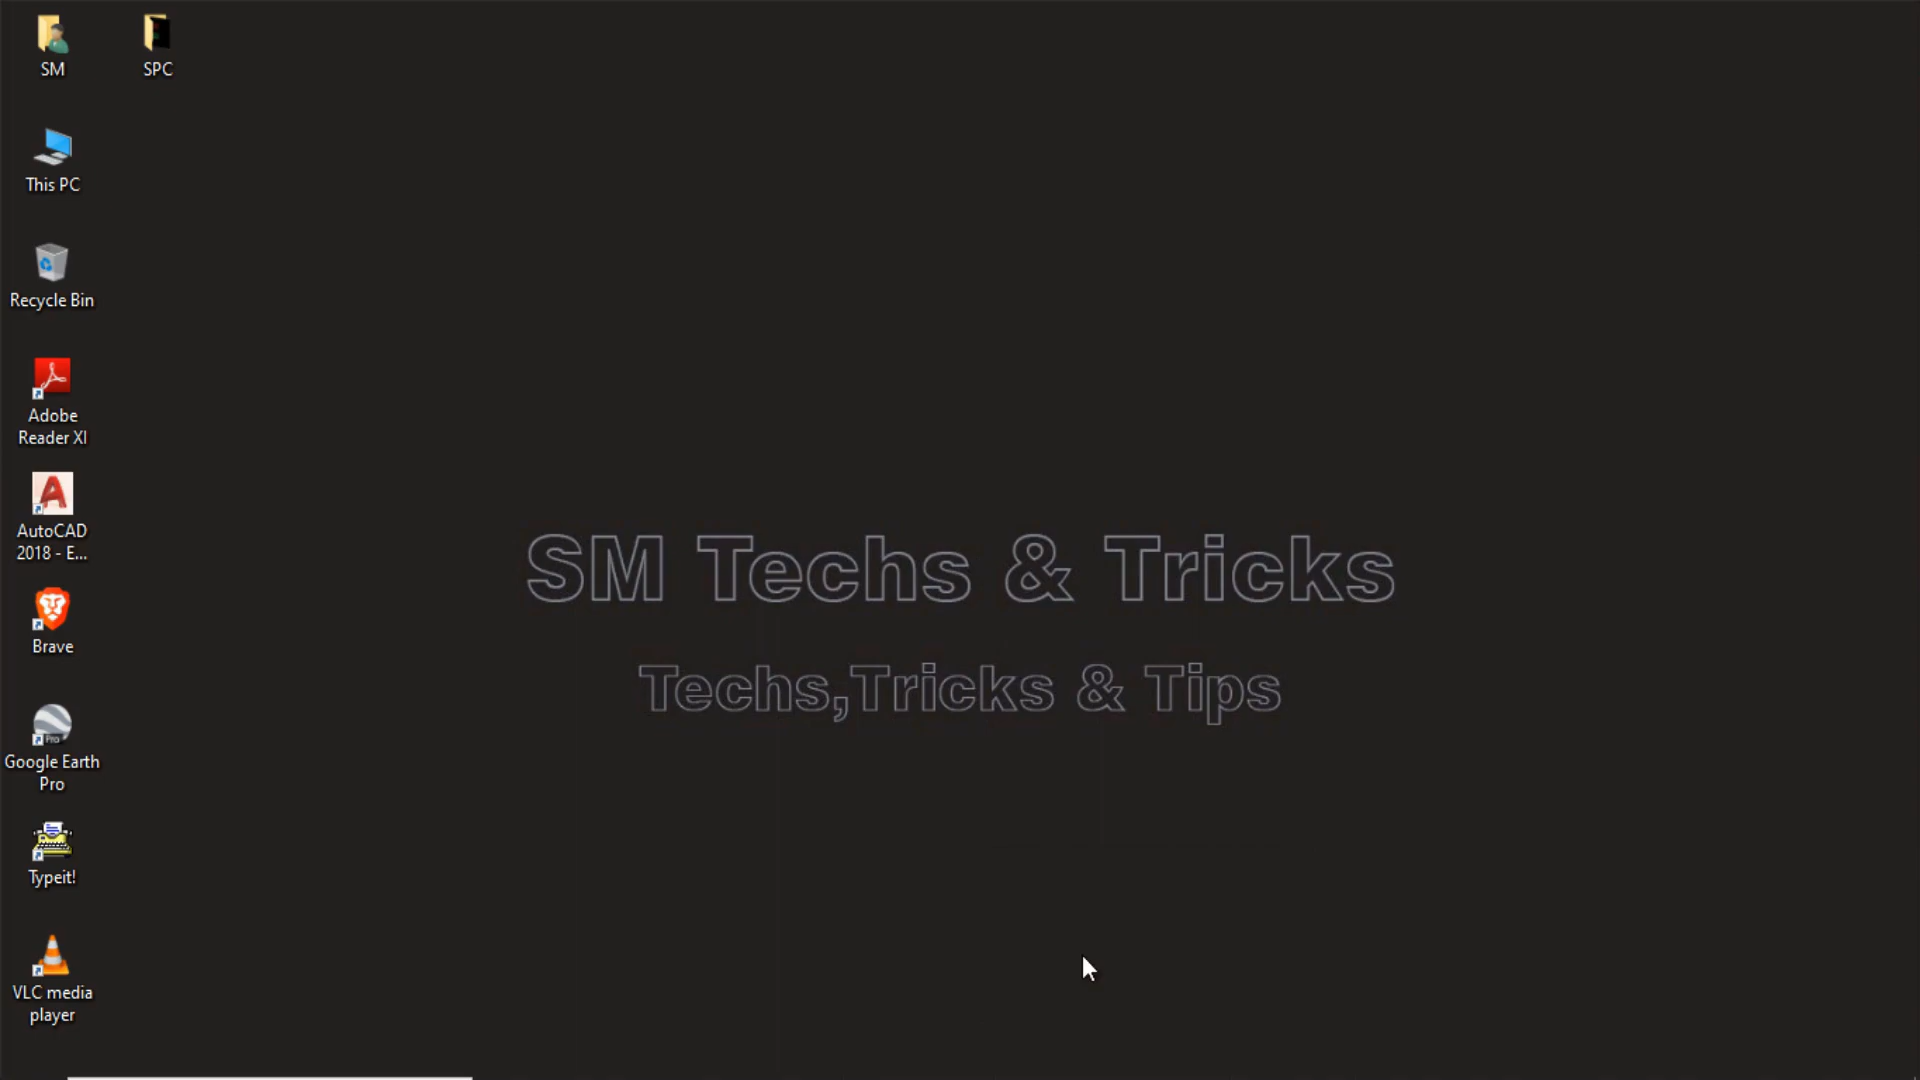 SM
SPC
This PC
Recycle Bin
Adobe
Reader XI
AutoCAD
2018 - E...
Brave
Pro
Google Earth
Pro
Typeit!
VLC media
player
SM Techs & Tricks
Techs,Tricks & Tips